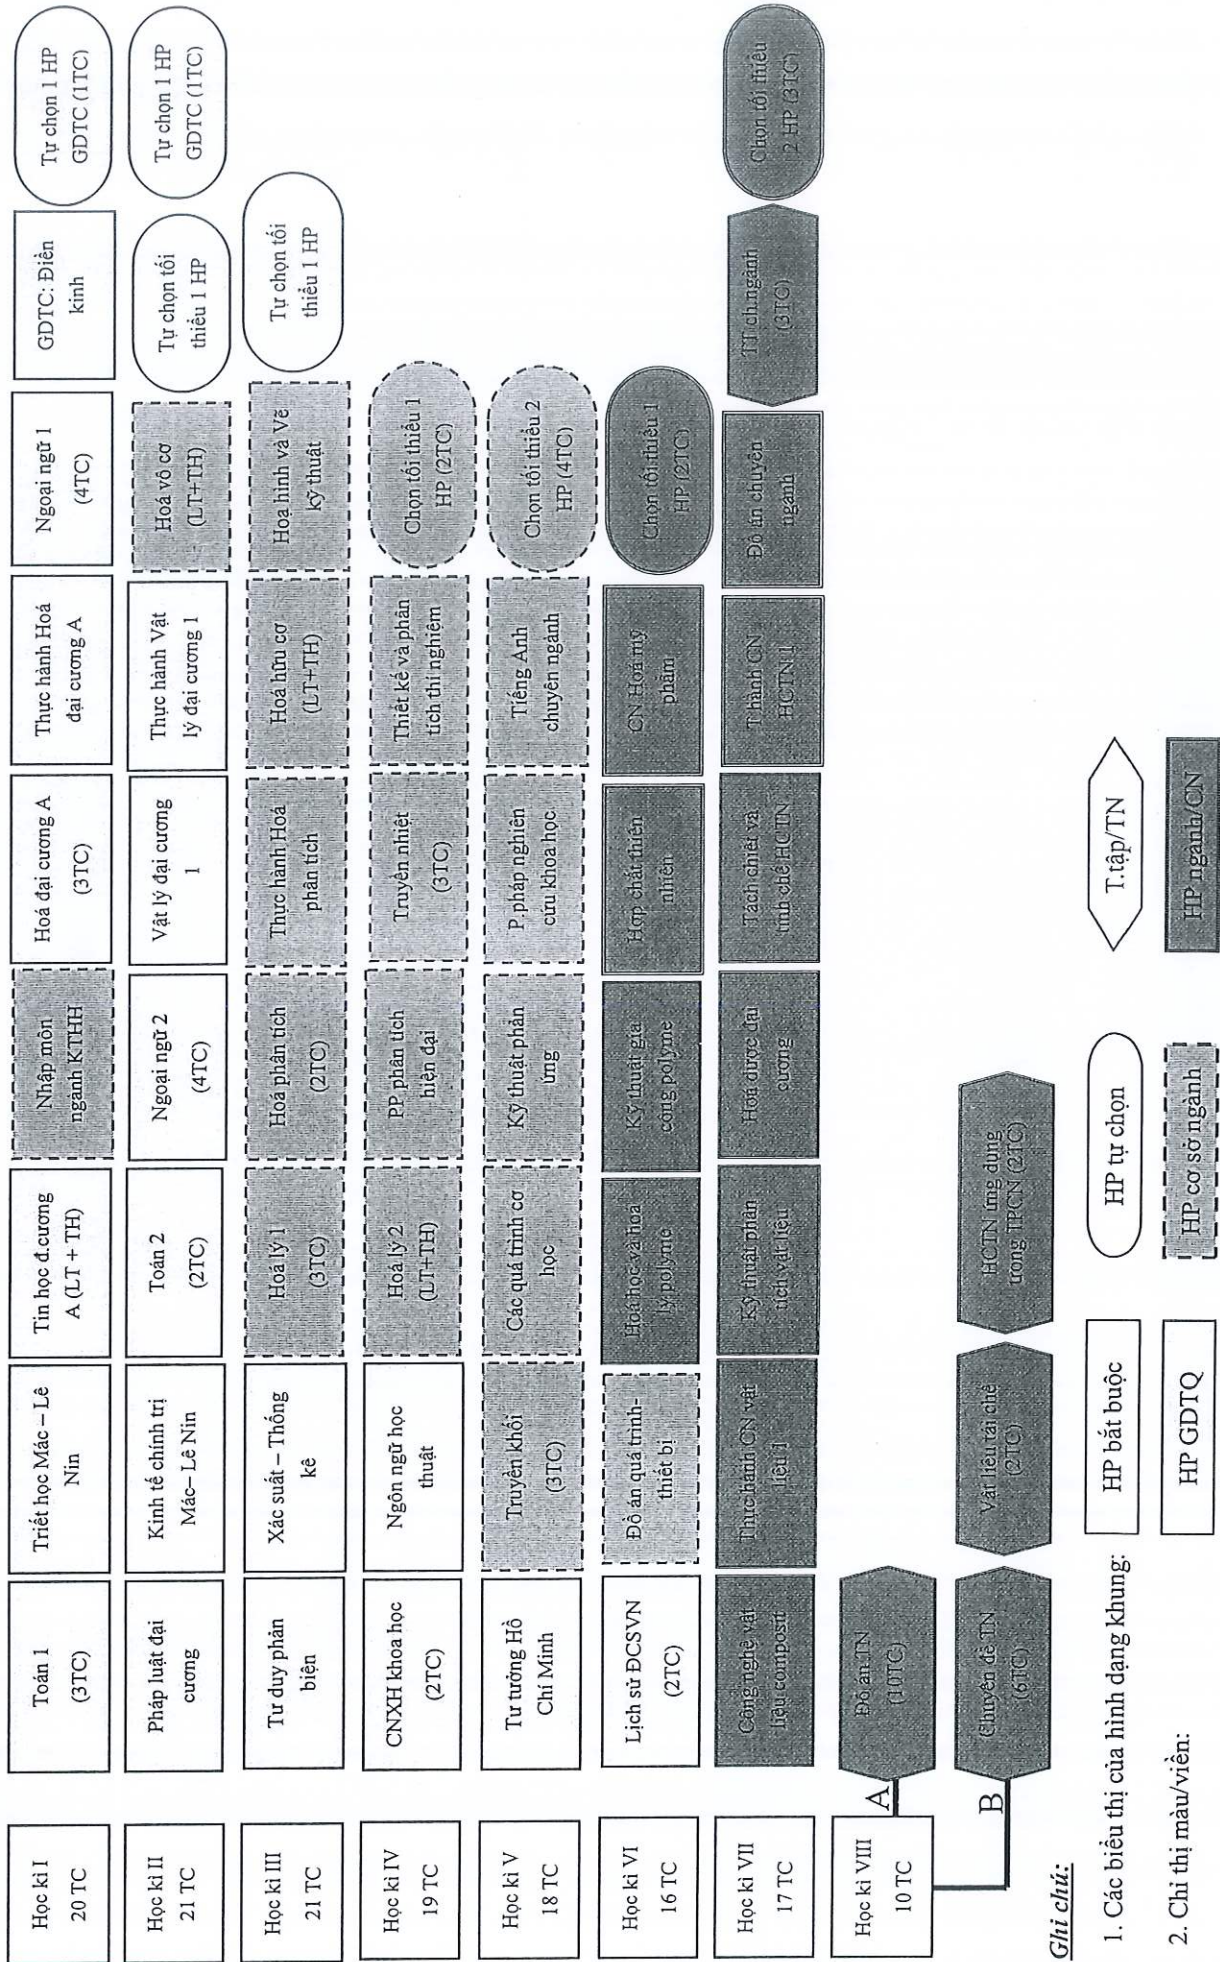 Học kì I
20 TC
Toán 1
(3TC)
Triết học Mác – Lê
Nin
Tin học đ.cương
A (LT + TH)
Nhập môn
ngành KTHH
Hoá đại cương A
(3TC)
Thực hành Hoá
đại cương A
Ngoại ngữ 1
(4TC)
GDTC: Điền
kinh
Tự chọn 1 HP
GDTC (1TC)
Học kì II
21 TC
Pháp luật đại
cương
Kinh tế chính trị
Mác– Lê Nin
Toán 2
(2TC)
Ngoại ngữ 2
(4TC)
Vật lý đại cương
1
Thực hành Vật
lý đại cương 1
Hoá vô cơ
(LT+TH)
Tự chọn tối
thiểu 1 HP
Tự chọn 1 HP
GDTC (1TC)
Học kì III
21 TC
Tư duy phản
biện
Xác suất – Thống
kê
Hoá lý 1
(3TC)
Hoá phân tích
(2TC)
Thực hành Hoá
phân tích
Hoá hữu cơ
(LT+TH)
Hoạ hình và Vẽ
kỹ thuật
Tự chọn tối
thiểu 1 HP
Học kì IV
19 TC
CNXH khoa học
(2TC)
Ngôn ngữ học
thuật
Hoá lý 2
(LT+TH)
PP phân tích
hiện đại
Truyền nhiệt
(3TC)
Thiết kế và phân
tích thí nghiệm
Chọn tối thiểu 1
HP (2TC)
Học kì V
18 TC
Tư tưởng Hồ
Chí Minh
Truyền khối
(3TC)
Các quá trình cơ
học
Kỹ thuật phản
ứng
P.pháp nghiên
cứu khoa học
Tiếng Anh
chuyên ngành
Chọn tối thiểu 2
HP (4TC)
Học kì VI
16 TC
Lịch sử ĐCSVN
(2TC)
Đồ án quá trình-
thiết bị
Hoá học và hoá
lý polyme
Kỹ thuật gia
công polyme
Hợp chất thiên
nhiên
CN Hoá mỹ
phẩm
Chọn tối thiểu 1
HP (2TC)
Học kì VII
17 TC
Công nghệ vật
liệu composit
Thực hành CN vật
liệu 1
Kỹ thuật phân
tích vật liệu
Hóa dược đại
cương
Tách chiết và
tinh chế HCTN
T.hành CN
HCTN 1
Đồ án chuyên
ngành
TT ch.ngành
(3TC)
Chọn tối thiểu
2 HP (3TC)
Học kì VIII
10 TC
A
Đồ án TN
(10TC)
B
Chuyên đề TN
(6TC)
Vật liệu tái chế
(2TC)
HCTN ứng dụng
trong TPCN (2TC)
Ghi chú:
1. Các biểu thị của hình dạng khung:
HP bắt buộc
HP tự chọn
T.tập/TN
2. Chỉ thị màu/viền:
HP GDTQ
HP cơ sở ngành
HP ngành/CN